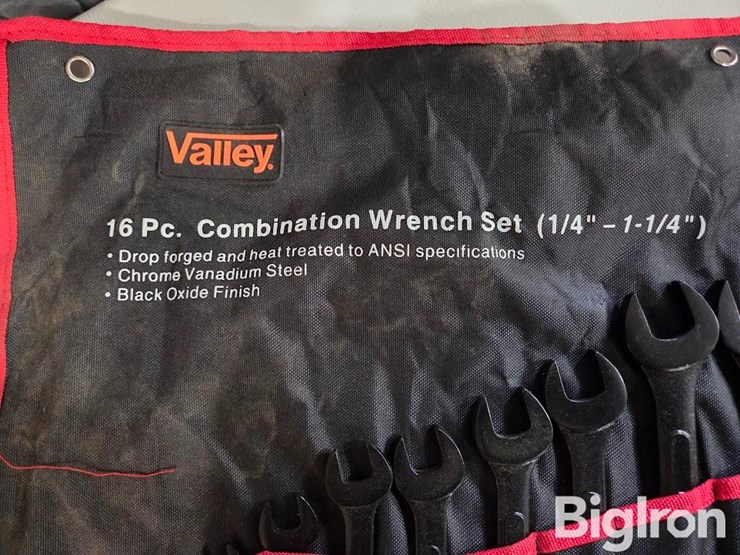 Valley
16 Pc. Combination Wrench Set (1/4" – 1-1/4")
• Drop forged and heat treated to ANSI specifications
• Chrome Vanadium Steel
• Black Oxide Finish
BigIron